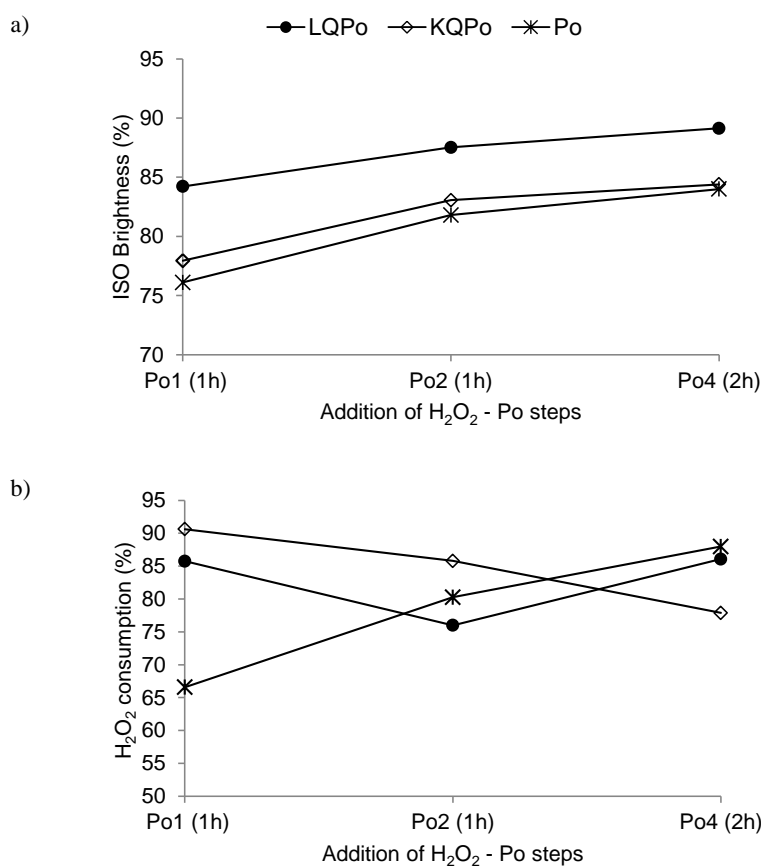 a)
LQPo KQPo Po
95
90
85
80
75
70
ISO Brightness (%)
Po1 (1h) Po2 (1h) Po4 (2h)
Addition of H₂O₂ - Po steps
b)
95
90
85
80
75
70
65
60
55
50
H₂O₂ consumption (%)
Po1 (1h) Po2 (1h) Po4 (2h)
Addition of H₂O₂ - Po steps